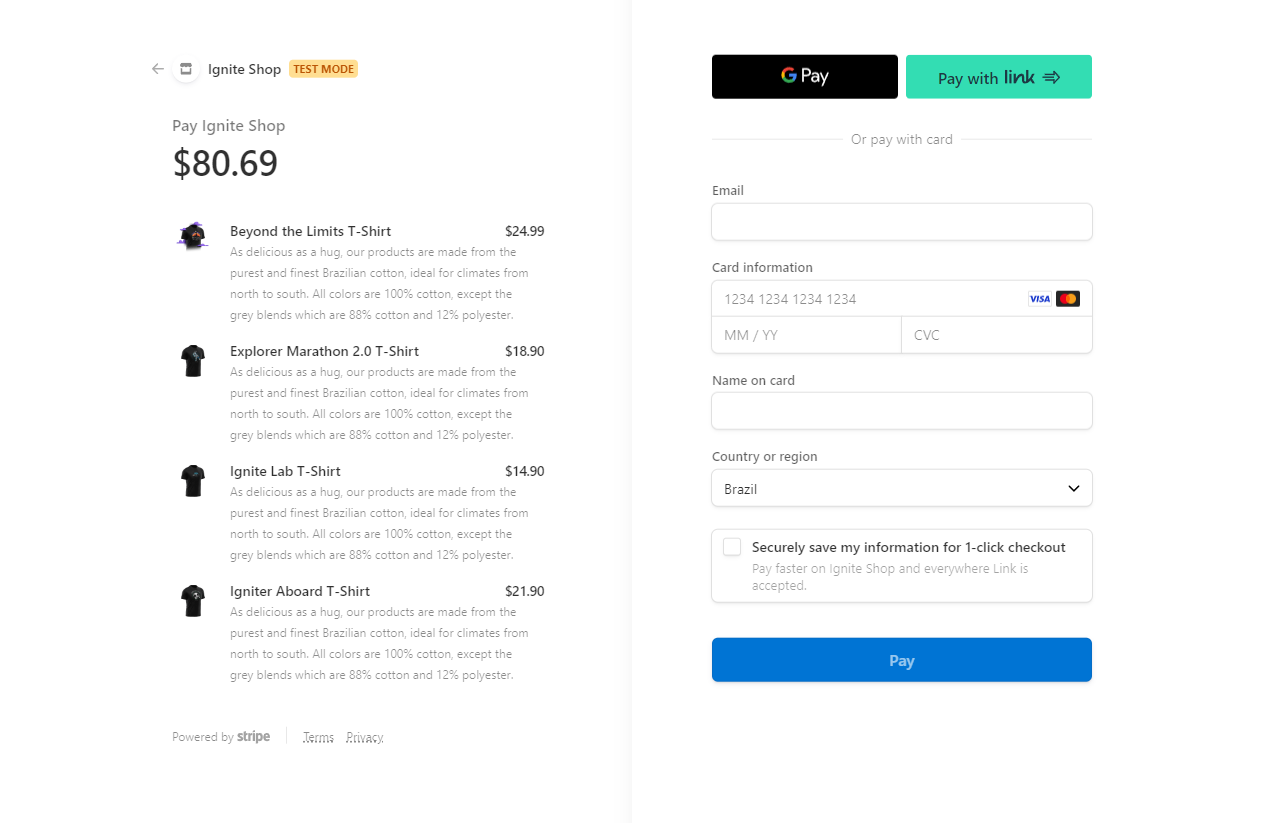 Ignite Shop TEST MODE
Pay Ignite Shop
$80.69
Beyond the Limits T-Shirt $24.99
As delicious as a hug, our products are made from the
purest and finest Brazilian cotton, ideal for climates from
north to south. All colors are 100% cotton, except the
grey blends which are 88% cotton and 12% polyester.
Explorer Marathon 2.0 T-Shirt $18.90
As delicious as a hug, our products are made from the
purest and finest Brazilian cotton, ideal for climates from
north to south. All colors are 100% cotton, except the
grey blends which are 88% cotton and 12% polyester.
Ignite Lab T-Shirt $14.90
As delicious as a hug, our products are made from the
purest and finest Brazilian cotton, ideal for climates from
north to south. All colors are 100% cotton, except the
grey blends which are 88% cotton and 12% polyester.
Igniter Aboard T-Shirt $21.90
As delicious as a hug, our products are made from the
purest and finest Brazilian cotton, ideal for climates from
north to south. All colors are 100% cotton, except the
grey blends which are 88% cotton and 12% polyester.
Powered by stripe Terms Privacy
G Pay Pay with link
Or pay with card
Email
Card information
1234 1234 1234 1234 VISA
MM / YY CVC
Name on card
Country or region
Brazil
Securely save my information for 1-click checkout
Pay faster on Ignite Shop and everywhere Link is
accepted.
Pay